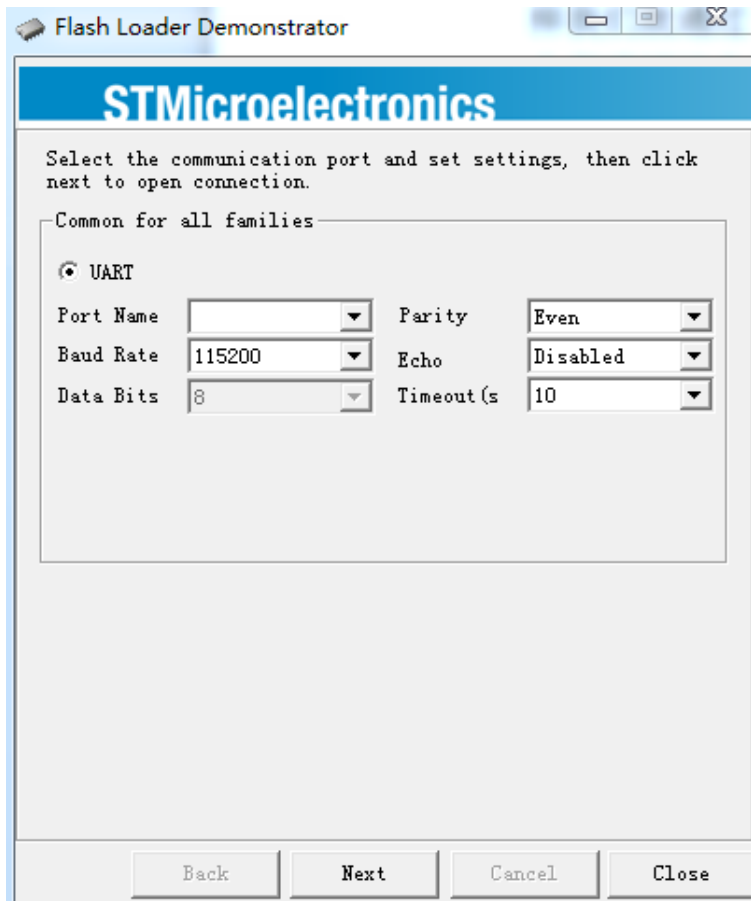 Flash Loader Demonstrator
STMicroelectronics
Select the communication port and set settings, then click
next to open connection.
Common for all families
UART
Port Name Parity Even
Baud Rate 115200 Echo Disabled
Data Bits 8 Timeout(s 10
Back Next Cancel Close